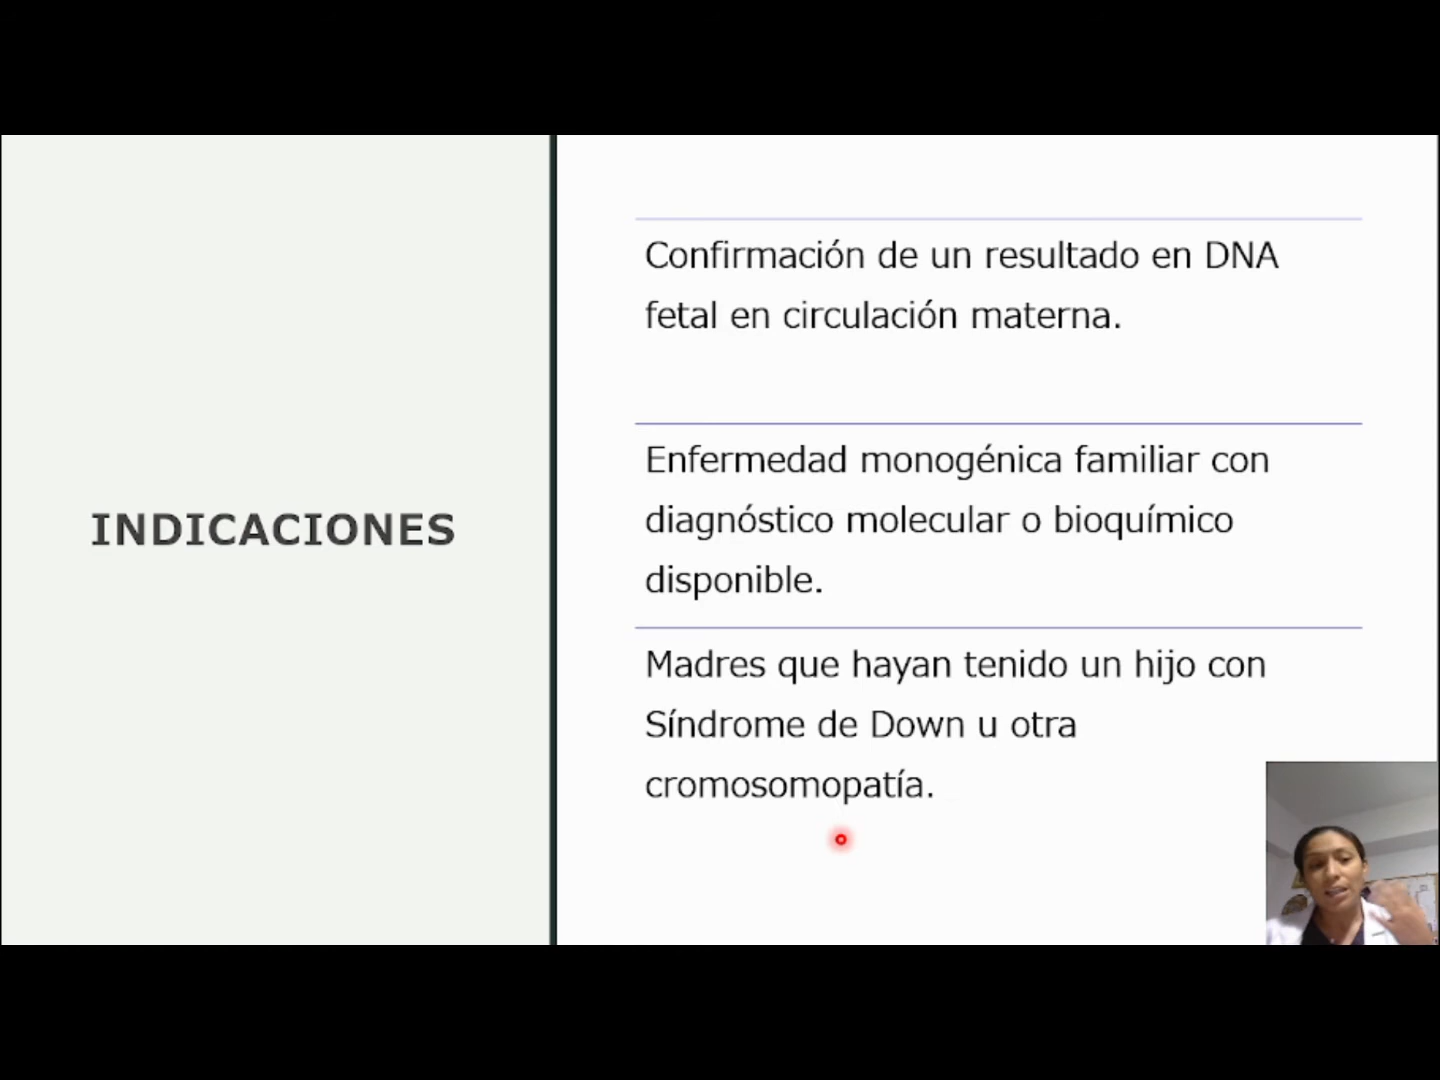 INDICACIONES
Confirmación de un resultado en DNA
fetal en circulación materna.
Enfermedad monogénica familiar con
diagnóstico molecular o bioquímico
disponible.
Madres que hayan tenido un hijo con
Síndrome de Down u otra
cromosomopatía.